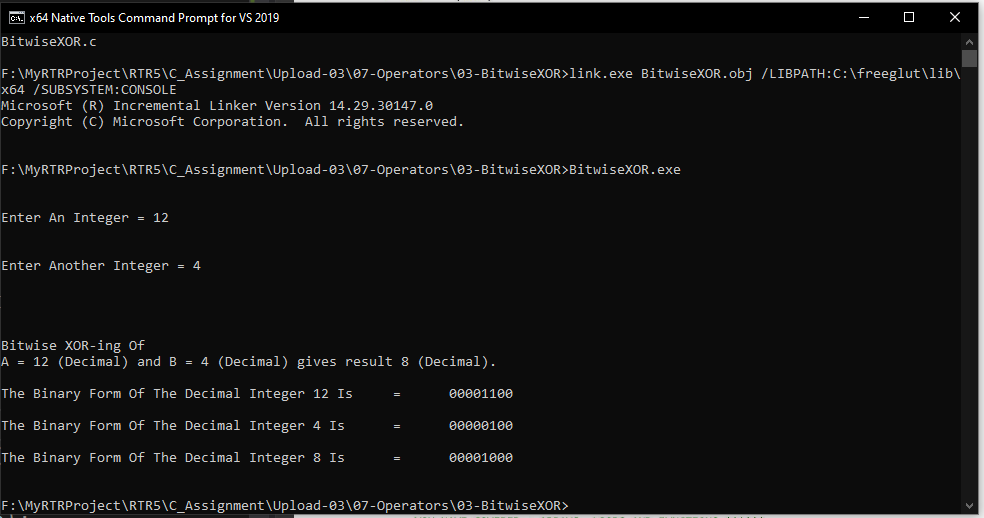 x64 Native Tools Command Prompt for VS 2019
BitwiseXOR.c
F:\MyRTRProject\RTR5\C_Assignment\Upload-03\07-Operators\03-BitwiseXOR>link.exe BitwiseXOR.obj /LIBPATH:C:\freeglut\lib\
x64 /SUBSYSTEM:CONSOLE
Microsoft (R) Incremental Linker Version 14.29.30147.0
Copyright (C) Microsoft Corporation.  All rights reserved.
F:\MyRTRProject\RTR5\C_Assignment\Upload-03\07-Operators\03-BitwiseXOR>BitwiseXOR.exe
Enter An Integer = 12
Enter Another Integer = 4
Bitwise XOR-ing Of
A = 12 (Decimal) and B = 4 (Decimal) gives result 8 (Decimal).
The Binary Form Of The Decimal Integer 12 Is     =      00001100
The Binary Form Of The Decimal Integer 4 Is      =      00000100
The Binary Form Of The Decimal Integer 8 Is      =      00001000
F:\MyRTRProject\RTR5\C_Assignment\Upload-03\07-Operators\03-BitwiseXOR>